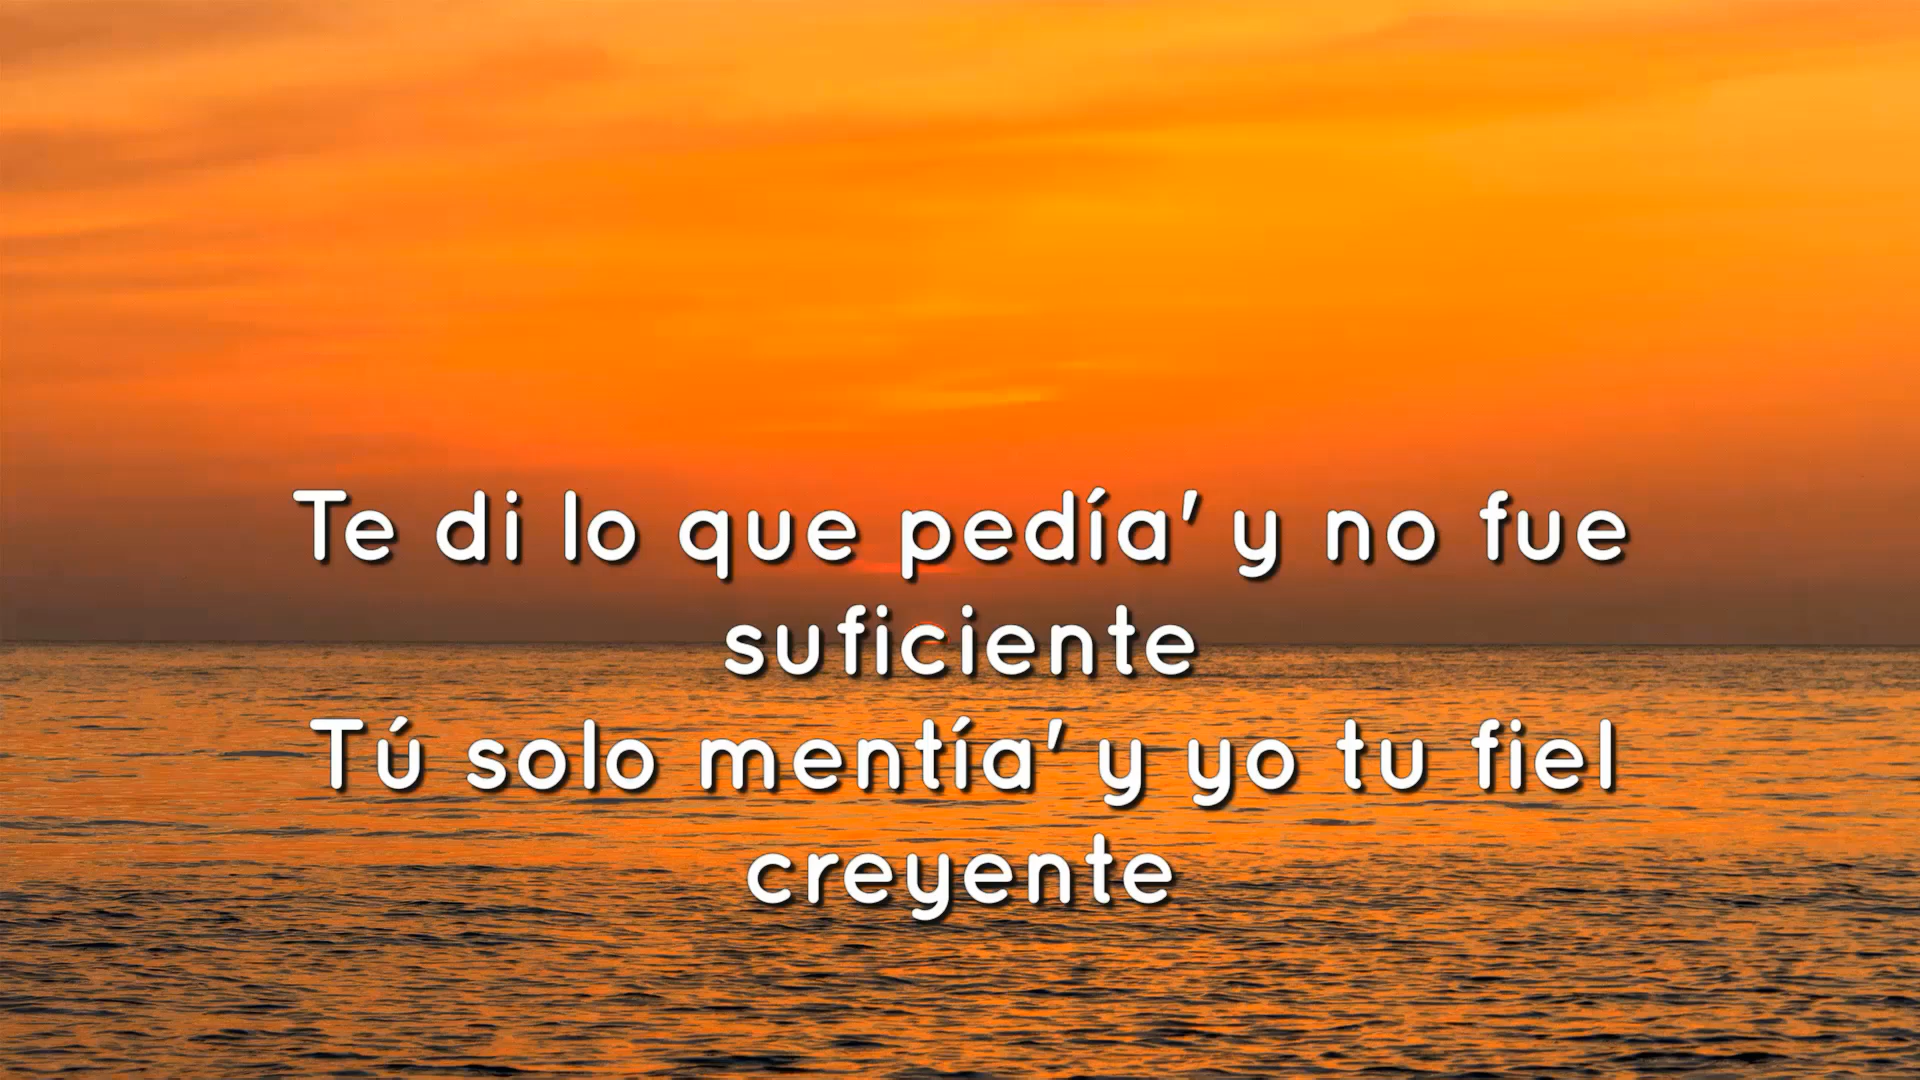 Te di lo que pedía' y no fue
suficiente
Tú solo mentía' y yo tu fiel
creyente